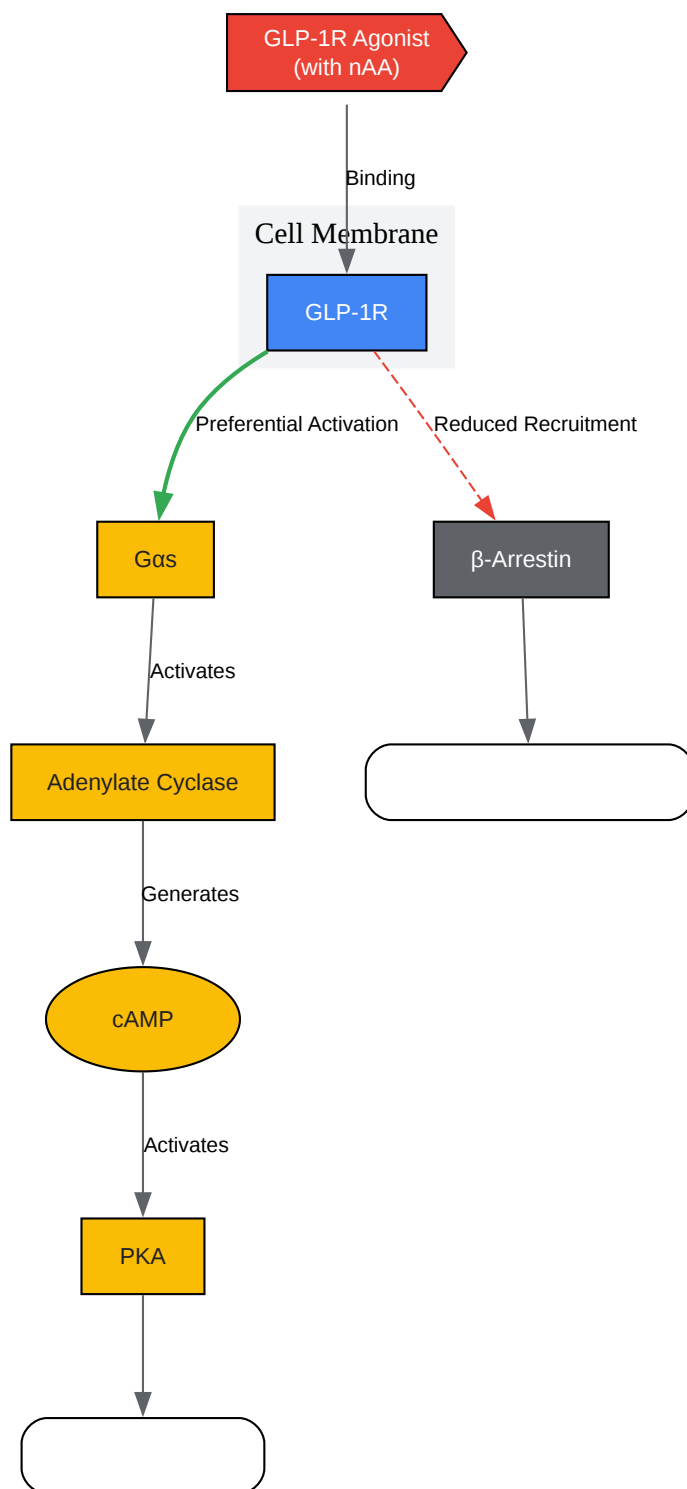 GLP-1R Agonist
(with nAA)
Binding
Cell Membrane
GLP-1R
Preferential Activation
Reduced Recruitment
Gαs
β-Arrestin
Activates
Adenylate Cyclase
Generates
cAMP
Activates
PKA